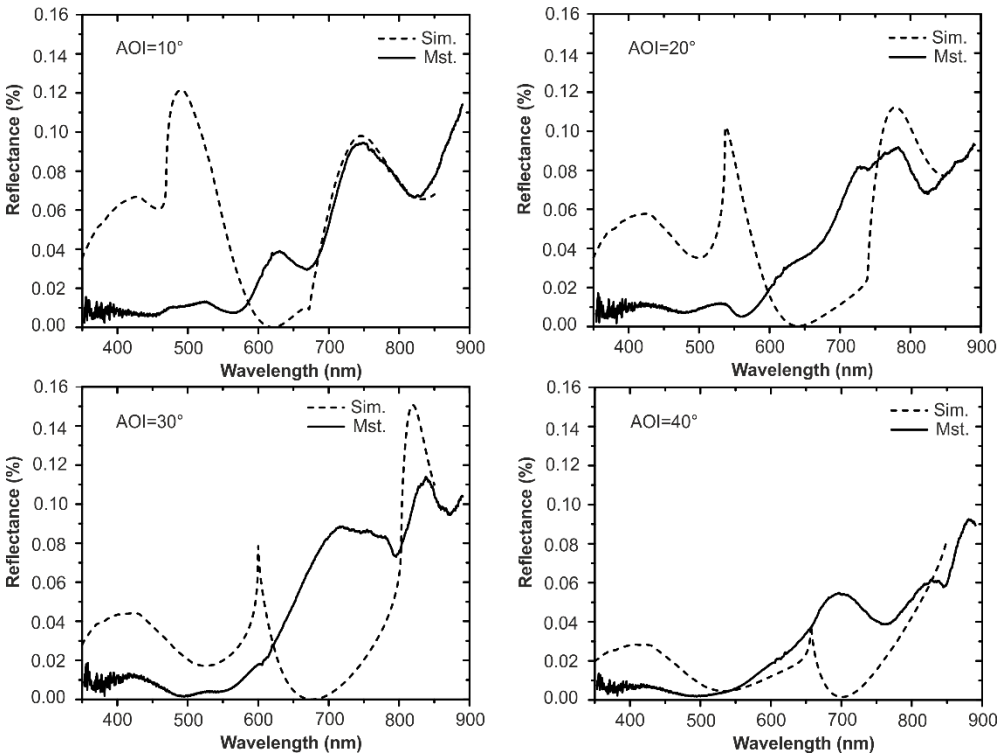 0.16
0.14
0.12
0.10
0.08
0.06
0.04
0.02
0.00
Reflectance (%)
AOI=10°
Sim.
Mst.
400 500 600 700 800 900
Wavelength (nm)
0.16
0.14
0.12
0.10
0.08
0.06
0.04
0.02
0.00
Reflectance (%)
AOI=20°
Sim.
Mst.
400 500 600 700 800 900
Wavelength (nm)
0.16
0.14
0.12
0.10
0.08
0.06
0.04
0.02
0.00
Reflectance (%)
AOI=30°
Sim.
Mst.
400 500 600 700 800 900
Wavelength (nm)
0.16
0.14
0.12
0.10
0.08
0.06
0.04
0.02
0.00
Reflectance (%)
AOI=40°
Sim.
Mst.
400 500 600 700 800 900
Wavelength (nm)